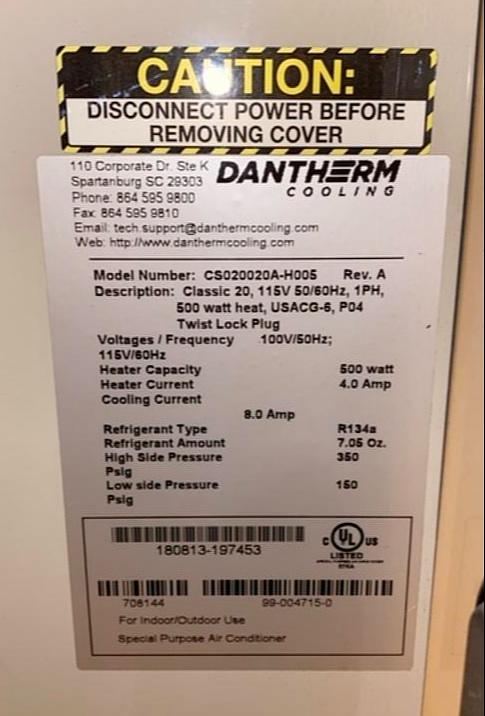 CAUTION:
DISCONNECT POWER BEFORE
REMOVING COVER
110 Corporate Dr. Ste K
Spartanburg SC 29303
Phone: 864 595 9800
Fax: 864 595 9810
Email: tech.support@danthermcooling.com
Web: http://www.danthermcooling.com
DANTHERM
COOLING
Model Number: CS020020A-H005 Rev. A
Description: Classic 20, 115V 50/60Hz, 1PH,
500 watt heat, USACG-6, P04
Twist Lock Plug
Voltages / Frequency 100V/50Hz;
115V/60Hz
Heater Capacity 500 watt
Heater Current 4.0 Amp
Cooling Current
8.0 Amp
Refrigerant Type R134a
Refrigerant Amount 7.05 Oz.
High Side Pressure 350
Psig
Low side Pressure 150
Psig
180813-197453
C UL US
LISTED
708144 99-004715-0
For Indoor/Outdoor Use
Special Purpose Air Conditioner